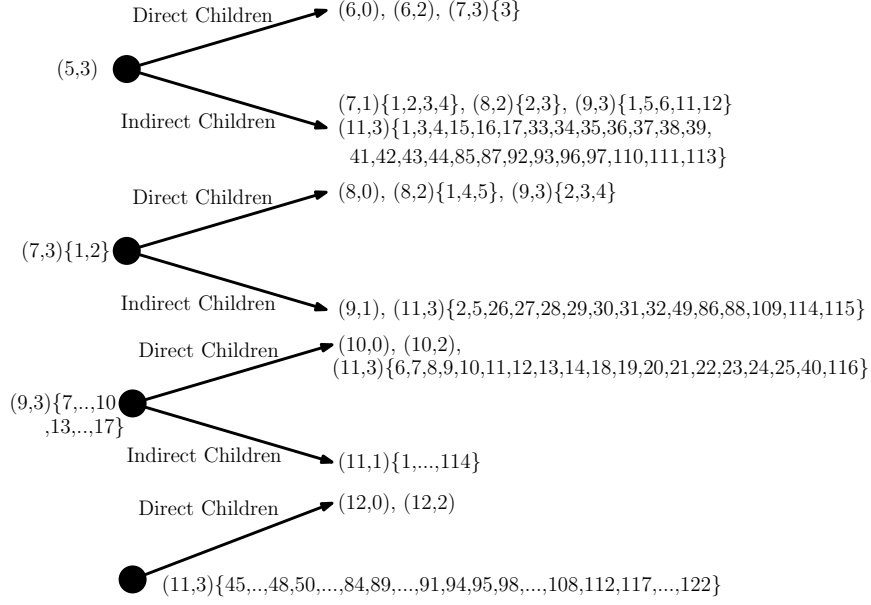 Direct Children
(6,0), (6,2), (7,3){3}
(5,3)
Indirect Children
(7,1){1,2,3,4}, (8,2){2,3}, (9,3){1,5,6,11,12}
(11,3){1,3,4,15,16,17,33,34,35,36,37,38,39,
41,42,43,44,85,87,92,93,96,97,110,111,113}
Direct Children
(8,0), (8,2){1,4,5}, (9,3){2,3,4}
(7,3){1,2}
Indirect Children
(9,1), (11,3){2,5,26,27,28,29,30,31,32,49,86,88,109,114,115}
Direct Children
(10,0), (10,2),
(11,3){6,7,8,9,10,11,12,13,14,18,19,20,21,22,23,24,25,40,116}
(9,3){7,..,10
,13,..,17}
Indirect Children
(11,1){1,...,114}
Direct Children
(12,0), (12,2)
(11,3){45,..,48,50,...,84,89,...,91,94,95,98,...,108,112,117,...,122}